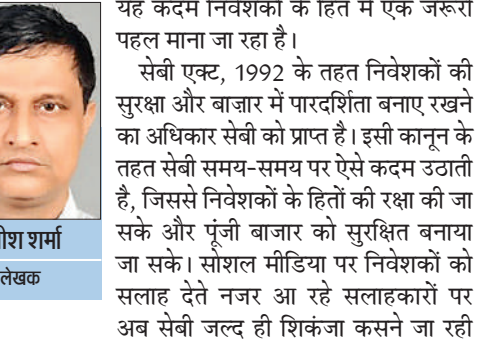 यह कदम निवेशकों के हित में एक जरूरी
पहल माना जा रहा है।
सेबी एक्ट, 1992 के तहत निवेशकों की
सुरक्षा और बाज़ार में पारदर्शिता बनाए रखने
का अधिकार सेबी को प्राप्त है। इसी कानून के
तहत सेबी समय-समय पर ऐसे कदम उठाती
है, जिससे निवेशकों के हितों की रक्षा की जा
सके और पूंजी बाजार को सुरक्षित बनाया
जा सके। सोशल मीडिया पर निवेशकों को
सलाह देते नजर आ रहे सलाहकारों पर
अब सेबी जल्द ही शिकंजा कसने जा रही
शर्मा
लेखक